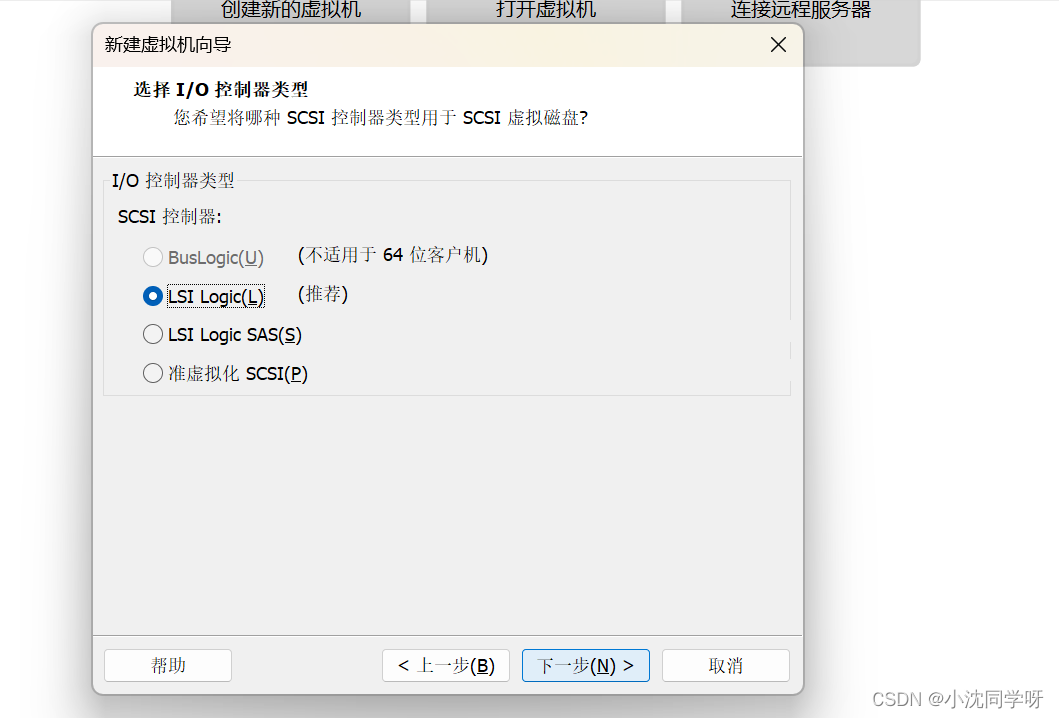 创建新的虚拟机 打开虚拟机 连接远程服务器
新建虚拟机向导
选择 I/O 控制器类型
您希望将哪种 SCSI 控制器类型用于 SCSI 虚拟磁盘?
I/O 控制器类型
SCSI 控制器:
BusLogic(U) (不适用于 64 位客户机)
LSI Logic(L) (推荐)
LSI Logic SAS(S)
准虚拟化 SCSI(P)
帮助 < 上一步(B) 下一步(N) > 取消
CSDN @小沈同学呀